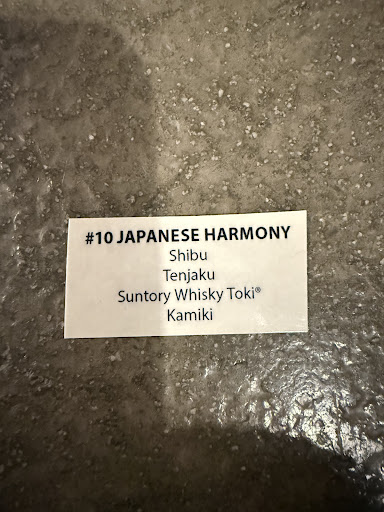 #10 JAPANESE HARMONY
Shibu
Tenjaku
Suntory Whisky Toki®
Kamiki